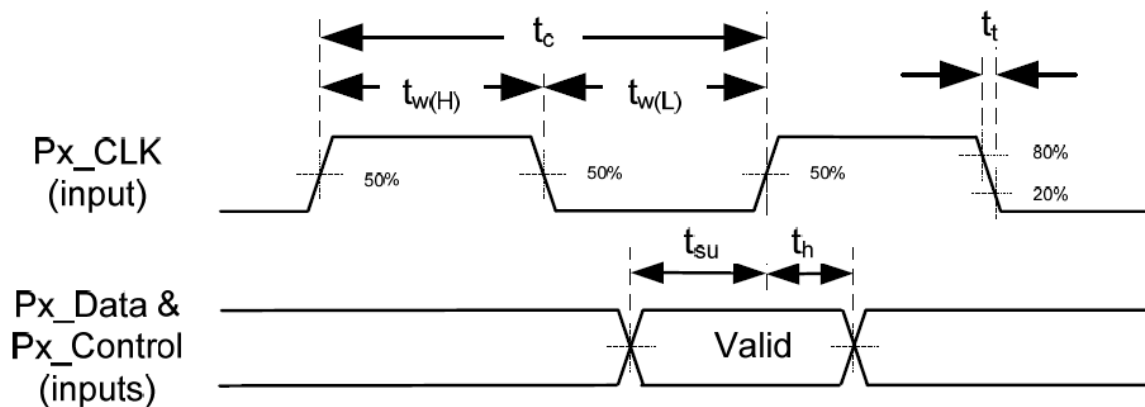 tc
tt
tw(H)
tw(L)
Px_CLK
(input)
50%
50%
50%
80%
20%
tsu
th
Px_Data &
Px_Control
(inputs)
Valid